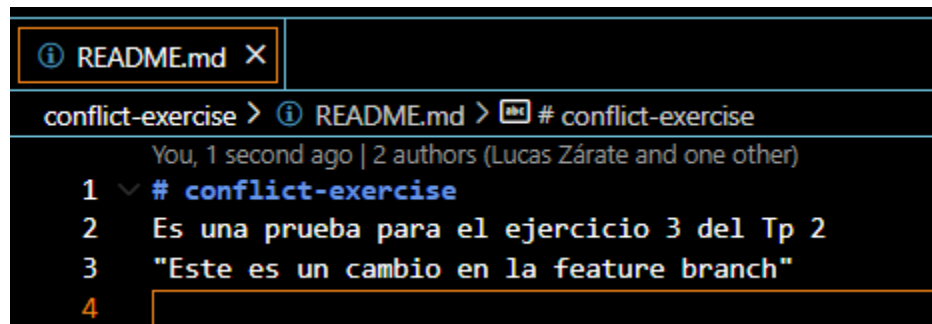 README.md
conflict-exercise > README.md > # conflict-exercise
You, 1 second ago | 2 authors (Lucas Zárate and one other)
1 # conflict-exercise
2 Es una prueba para el ejercicio 3 del Tp 2
3 "Este es un cambio en la feature branch"
4